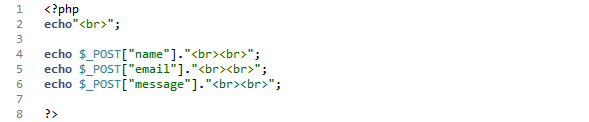 1 <?php
2 echo"<br>";
3
4 echo $_POST["name"]."<br><br>";
5 echo $_POST["email"]."<br><br>";
6 echo $_POST["message"]."<br><br>";
7
8 ?>